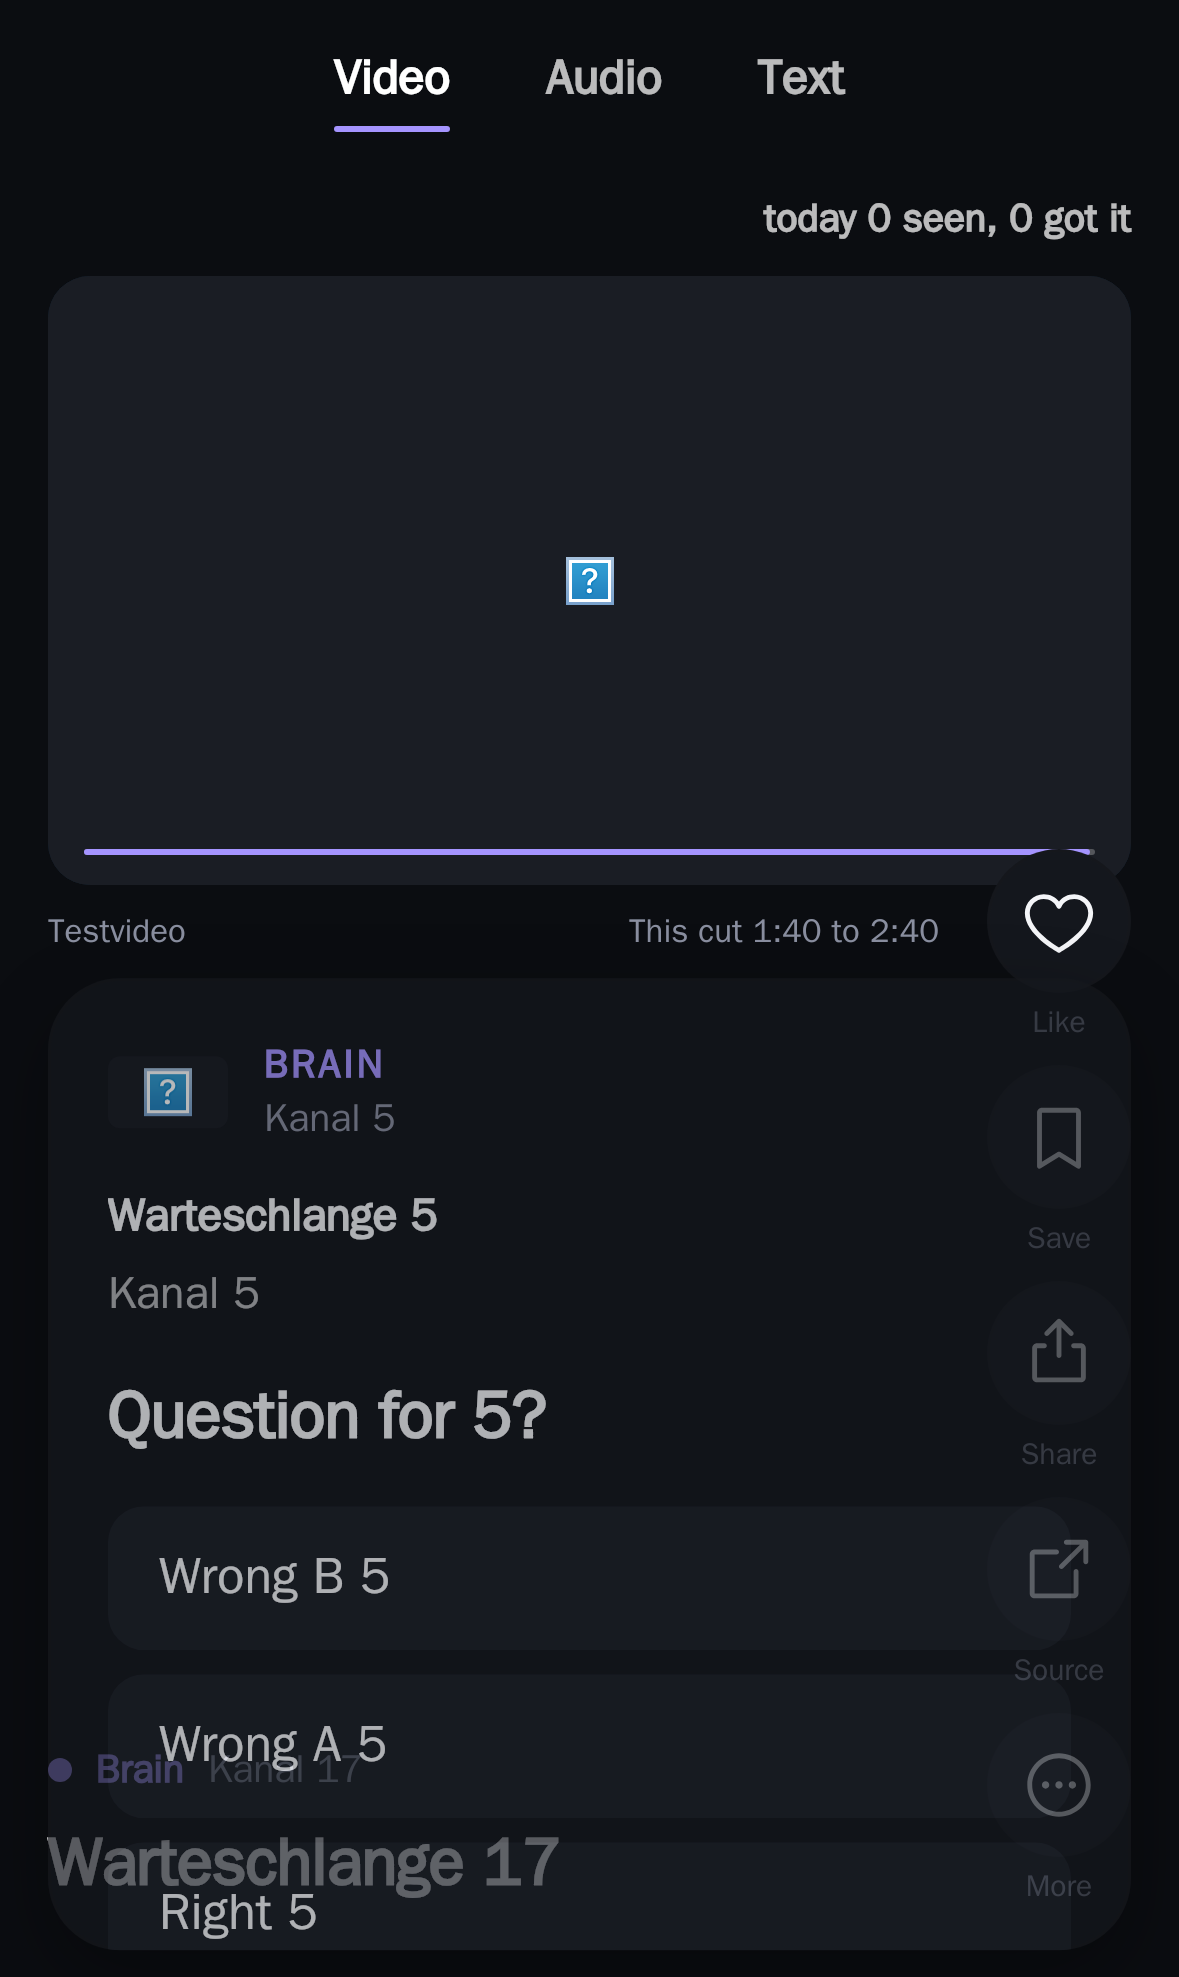 Video Audio Text
today 0 seen, 0 got it
?
Testvideo
This cut 1:40 to 2:40
Like
?
BRAIN
Kanal 5
Warteschlange 5
Kanal 5
Save
Question for 5?
Share
Wrong B 5
Source
Wrong A 5
Brain Kanal 17
Warteschlange 17
More
Right 5